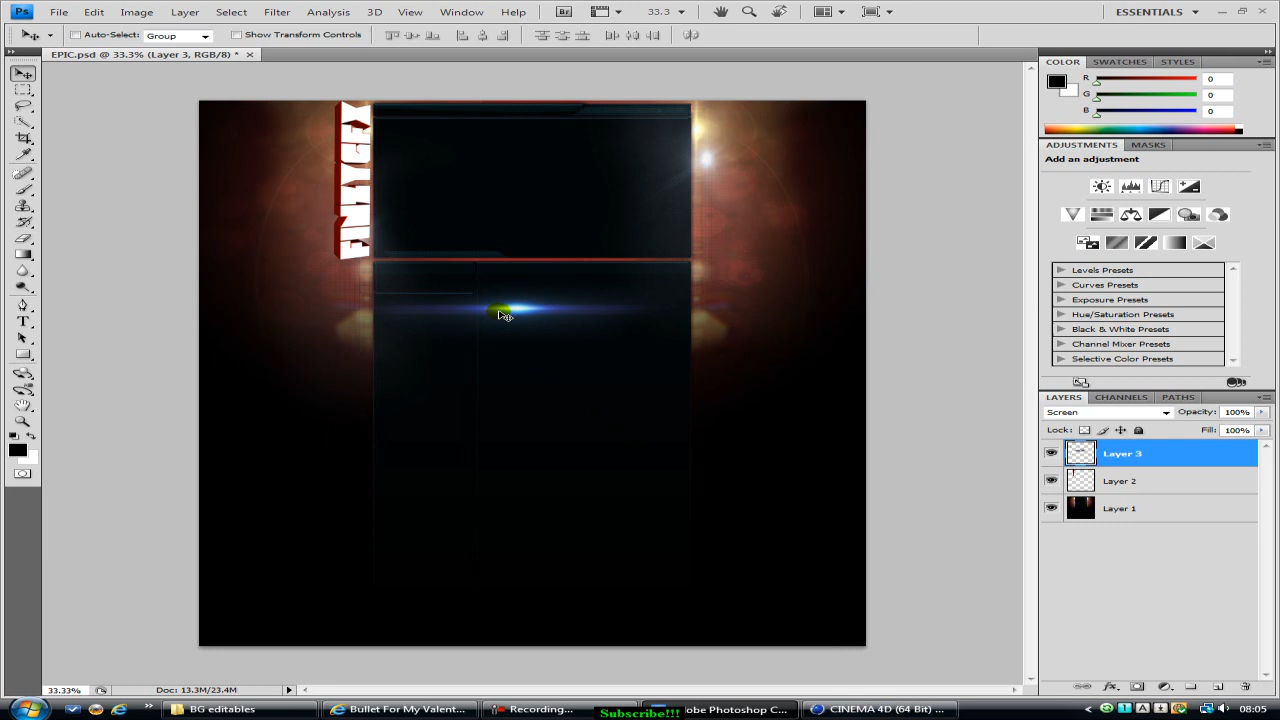 Ps File Edit Image Layer Select Filter Analysis 3D View Window Help Br 33.3 ESSENTIALS
Auto-Select: Group Show Transform Controls
EPIC.psd @ 33.3% (Layer 3, RGB/8) *
COLOR SWATCHES STYLES
R 0
G 0
B 0
ADJUSTMENTS MASKS
Add an adjustment
Levels Presets
Curves Presets
Exposure Presets
Hue/Saturation Presets
Black & White Presets
Channel Mixer Presets
Selective Color Presets
LAYERS CHANNELS PATHS
Screen Opacity: 100%
Lock: Fill: 100%
Layer 3
Layer 2
Layer 1
33.33% Doc: 13.3M/23.4M
BG editables Bullet For My Valent... Recording... dobe Photoshop C... CINEMA 4D (64 Bit) ... 08:05
Subscribe!!!